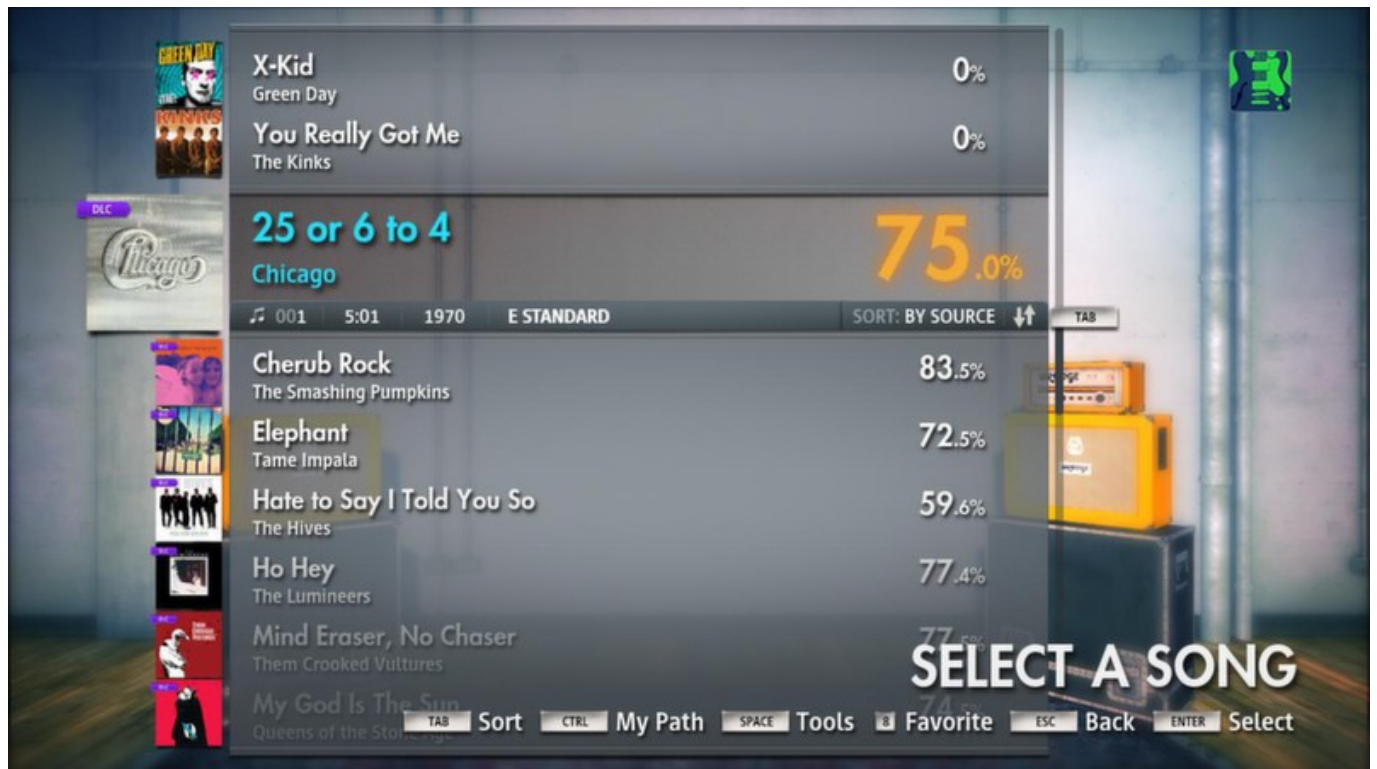 GREEN DAY
X-Kid
0%
Green Day
KINKS
You Really Got Me
0%
The Kinks
DLC
Chicago
25 or 6 to 4
75.0%
Chicago
001 5:01 1970 E STANDARD SORT: BY SOURCE TAB
Cherub Rock
83.5%
The Smashing Pumpkins
Elephant
72.5%
Tame Impala
Hate to Say I Told You So
59.6%
The Hives
Ho Hey
77.4%
The Lumineers
Mind Eraser, No Chaser
77.5%
Them Crooked Vultures
SELECT A SONG
My God Is The Sun
Queens of the Stone Age
TAB Sort CTRL My Path SPACE Tools 8 Favorite ESC Back ENTER Select